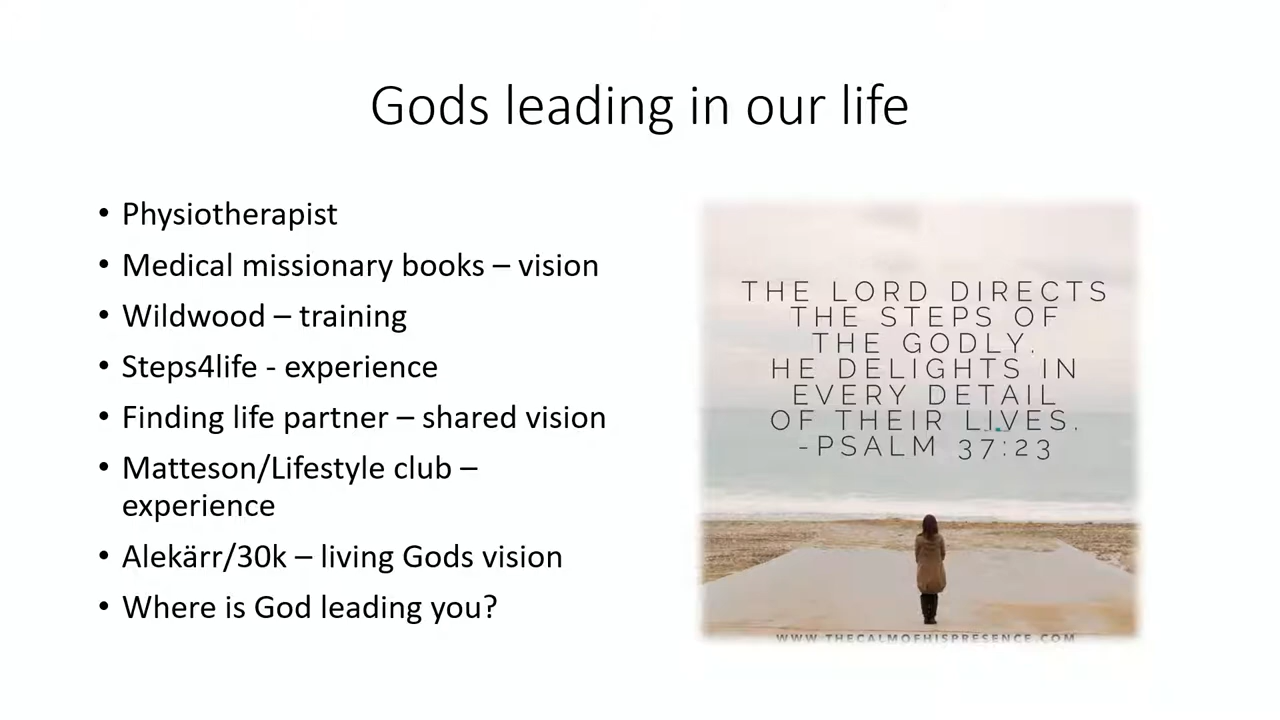 Gods leading in our life
• Physiotherapist
• Medical missionary books – vision
• Wildwood – training
• Steps4life - experience
• Finding life partner – shared vision
• Matteson/Lifestyle club –
experience
• Alekärr/30k – living Gods vision
• Where is God leading you?
THE LORD DIRECTS
THE STEPS OF
THE GODLY.
HE DELIGHTS IN
EVERY DETAIL
OF THEIR LIVES.
-PSALM 37:23
WWW.THECALMOFHISPRESENCE.COM